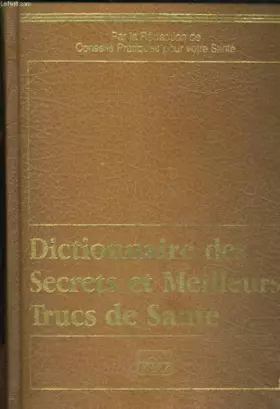 Par la Rédaction de
Conseils Pratiques pour votre Santé
Dictionnaire des
Secrets et Meilleurs
Trucs de Santé